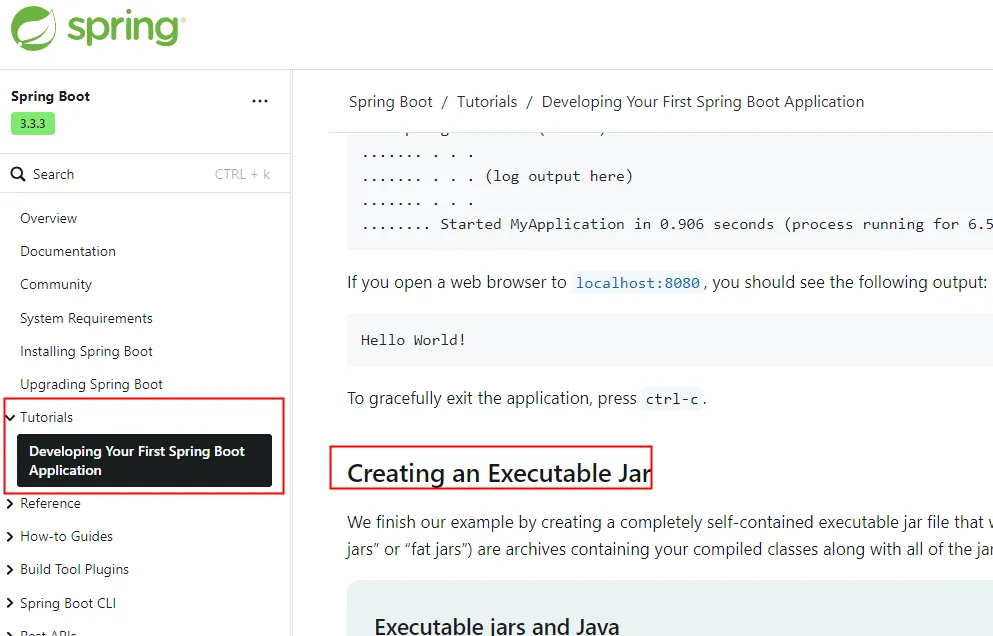 spring
Spring Boot
...
3.3.3
Search CTRL + k
Overview
Documentation
Community
System Requirements
Installing Spring Boot
Upgrading Spring Boot
Tutorials
Developing Your First Spring Boot
Application
Reference
How-to Guides
Build Tool Plugins
Spring Boot CLI
Rest APIs
Spring Boot / Tutorials / Developing Your First Spring Boot Application
....... . . .
....... . . . (log output here)
....... . . .
........ Started MyApplication in 0.906 seconds (process running for 6.5
If you open a web browser to localhost:8080, you should see the following output:
Hello World!
To gracefully exit the application, press ctrl-c.
Creating an Executable Jar
We finish our example by creating a completely self-contained executable jar file that
jars” or “fat jars”) are archives containing your compiled classes along with all of the
Executable jars and Java